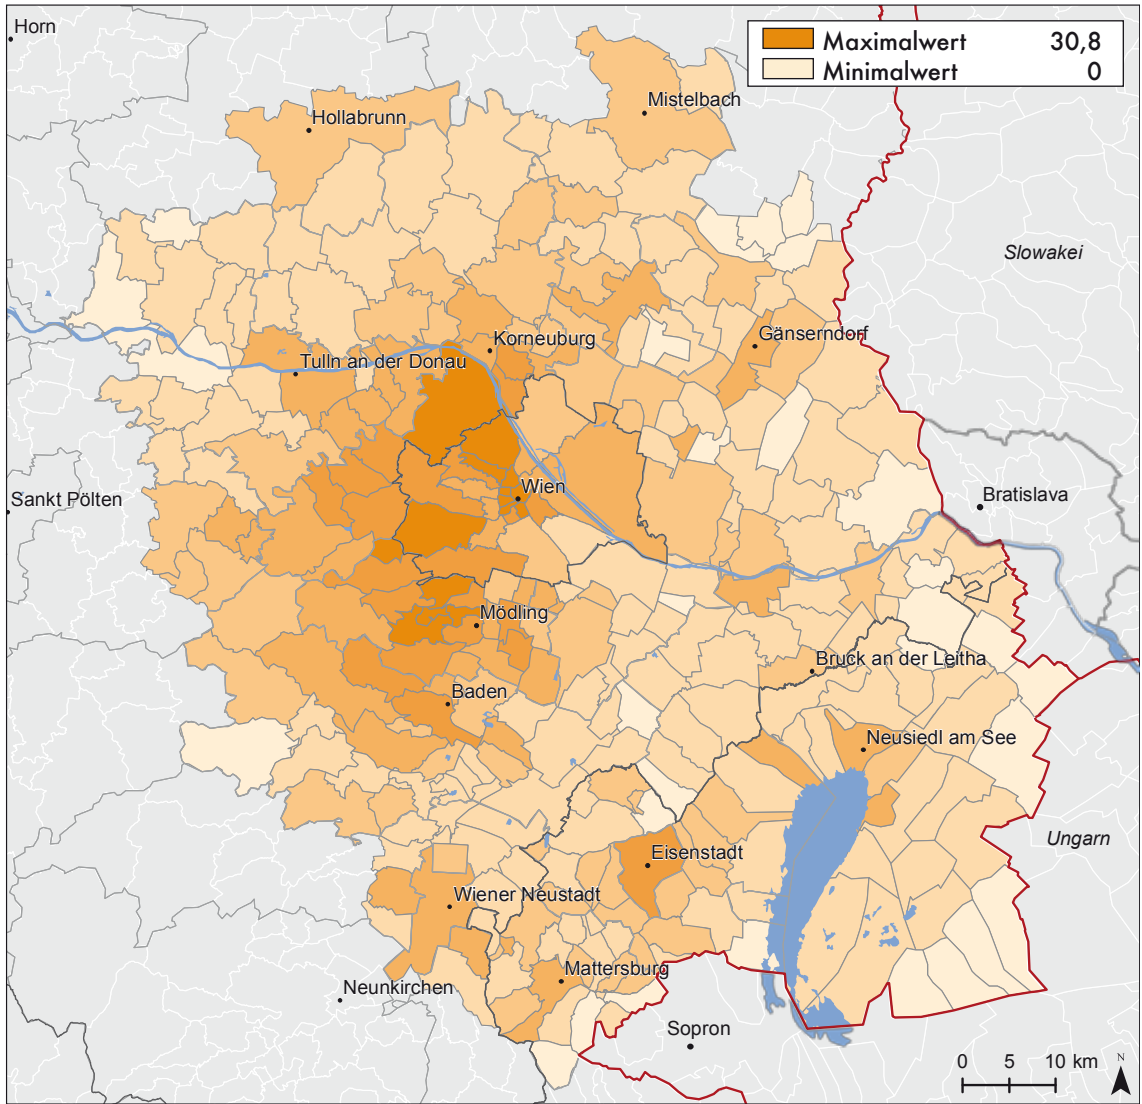 Horn
Maximalwert 30,8
Minimalwert 0
Mistelbach
Hollabrunn
Slowakei
Gänserndorf
Korneuburg
Tulln an der Donau
Wien
Sankt Pölten
Bratislava
Mödling
Bruck an der Leitha
Baden
Neusiedl am See
Ungarn
Eisenstadt
Wiener Neustadt
Mattersburg
Neunkirchen
Sopron
0 5 10 km
N